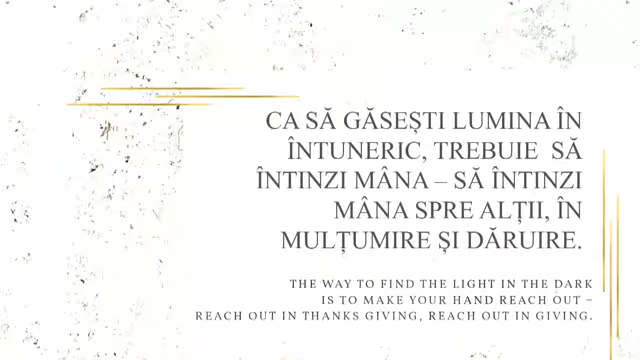 CA SĂ GĂSEȘTI LUMINA ÎN
ÎNTUNERIC, TREBUIE SĂ
ÎNTINZI MÂNA – SĂ ÎNTINZI
MÂNA SPRE ALȚII, ÎN
MULȚUMIRE ȘI DĂRUIRE.
THE WAY TO FIND THE LIGHT IN THE DARK
IS TO MAKE YOUR HAND REACH OUT –
REACH OUT IN THANKS GIVING, REACH OUT IN GIVING.